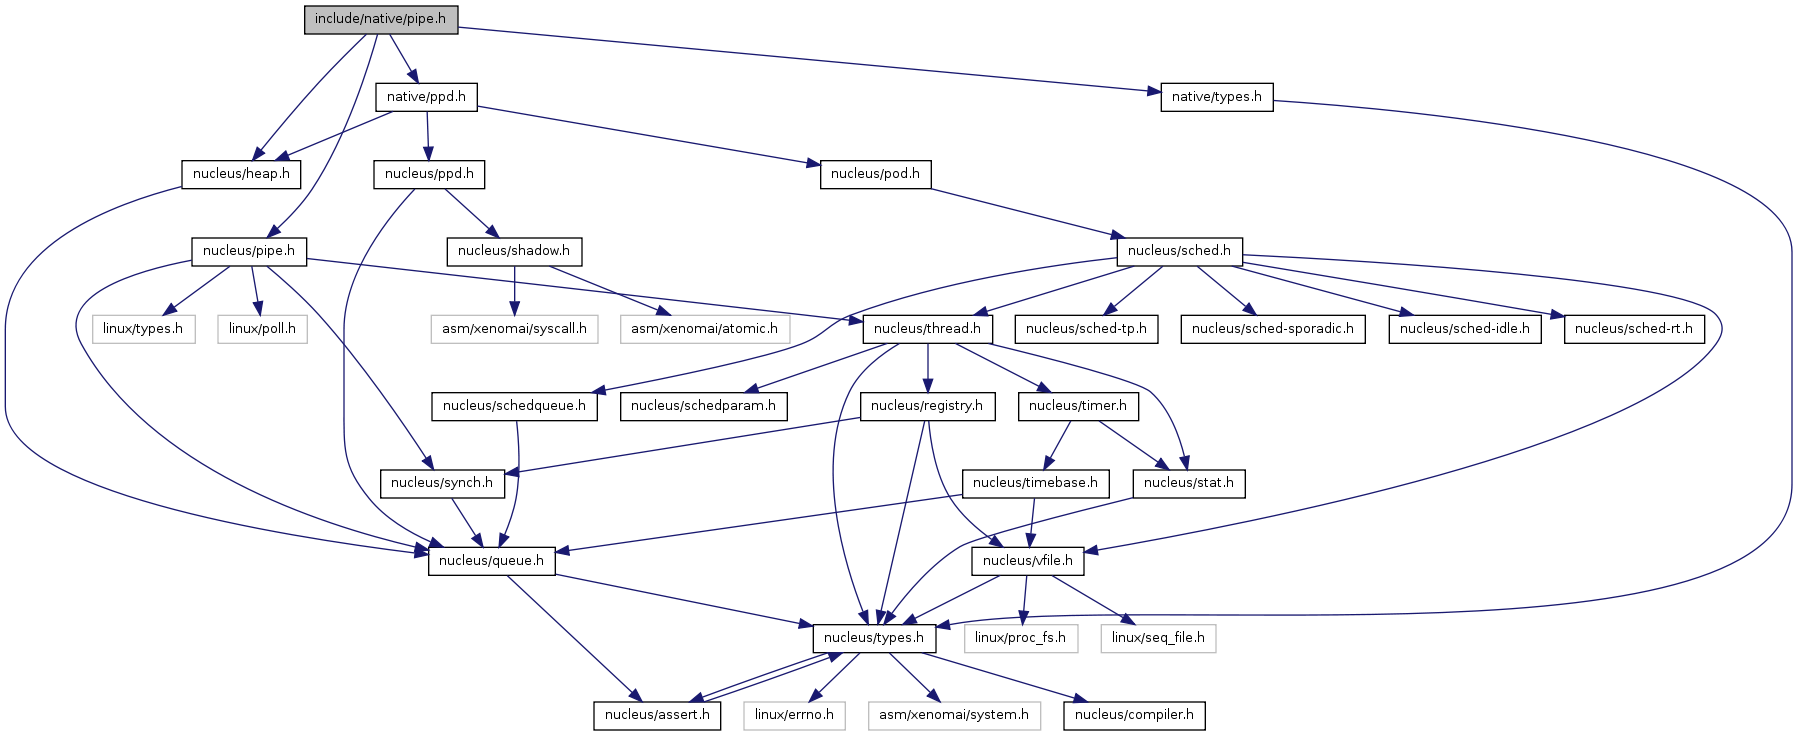 include/native/pipe.h
native/ppd.h
native/types.h
nucleus/heap.h
nucleus/ppd.h
nucleus/pod.h
nucleus/pipe.h
nucleus/shadow.h
nucleus/sched.h
linux/types.h
linux/poll.h
asm/xenomai/syscall.h
asm/xenomai/atomic.h
nucleus/thread.h
nucleus/sched-tp.h
nucleus/sched-sporadic.h
nucleus/sched-idle.h
nucleus/sched-rt.h
nucleus/schedqueue.h
nucleus/schedparam.h
nucleus/registry.h
nucleus/timer.h
nucleus/synch.h
nucleus/timebase.h
nucleus/stat.h
nucleus/queue.h
nucleus/vfile.h
nucleus/types.h
linux/proc_fs.h
linux/seq_file.h
nucleus/assert.h
linux/errno.h
asm/xenomai/system.h
nucleus/compiler.h